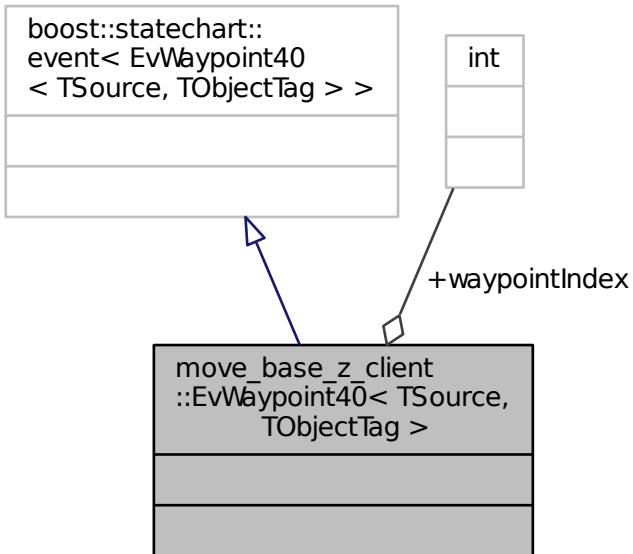 boost::statechart::
event< EvWaypoint40
< TSource, TObjectTag > >
int
+waypointIndex
move_base_z_client
::EvWaypoint40< TSource,
TObjectTag >